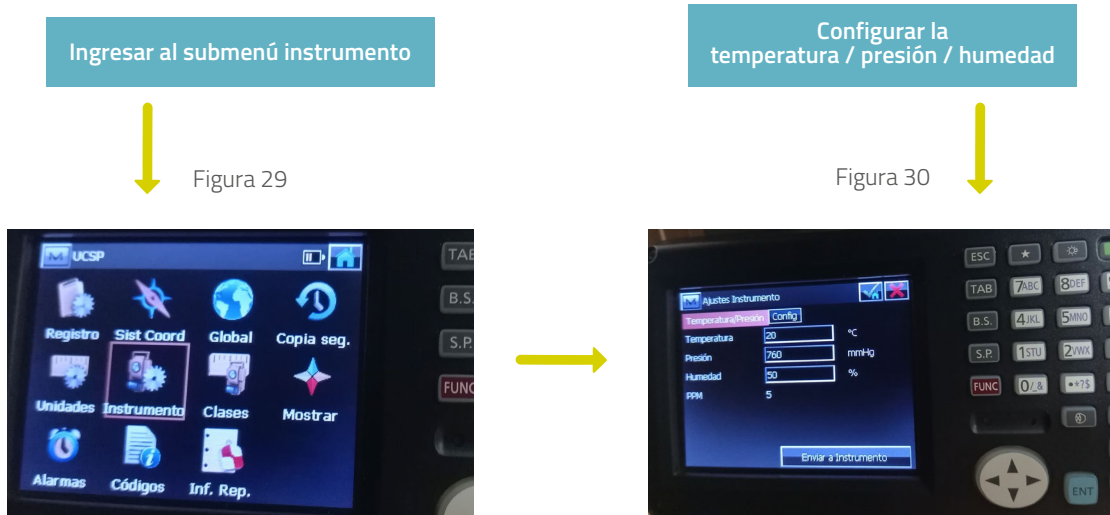 Ingresar al submenú instrumento
Configurar la
temperatura / presión / humedad
Figura 29
Figura 30
UCSP
Registro Sist Coord Global Copia seg.
Unidades Instrumento Clases Mostrar
Alarmas Códigos Inf. Rep.
TAB
B.S.
S.P.
FUNC
Ajustes Instrumento
Temperatura/Presión Config
Temperatura 20 °C
Presión 760 mmHg
Humedad 50 %
PPM 5
Enviar a Instrumento
ESC ★
TAB 7ABC 8DEF
B.S. 4JKL 5MNO
S.P. 1STU 2VWX
FUNC 0/_& •*?$
ENT